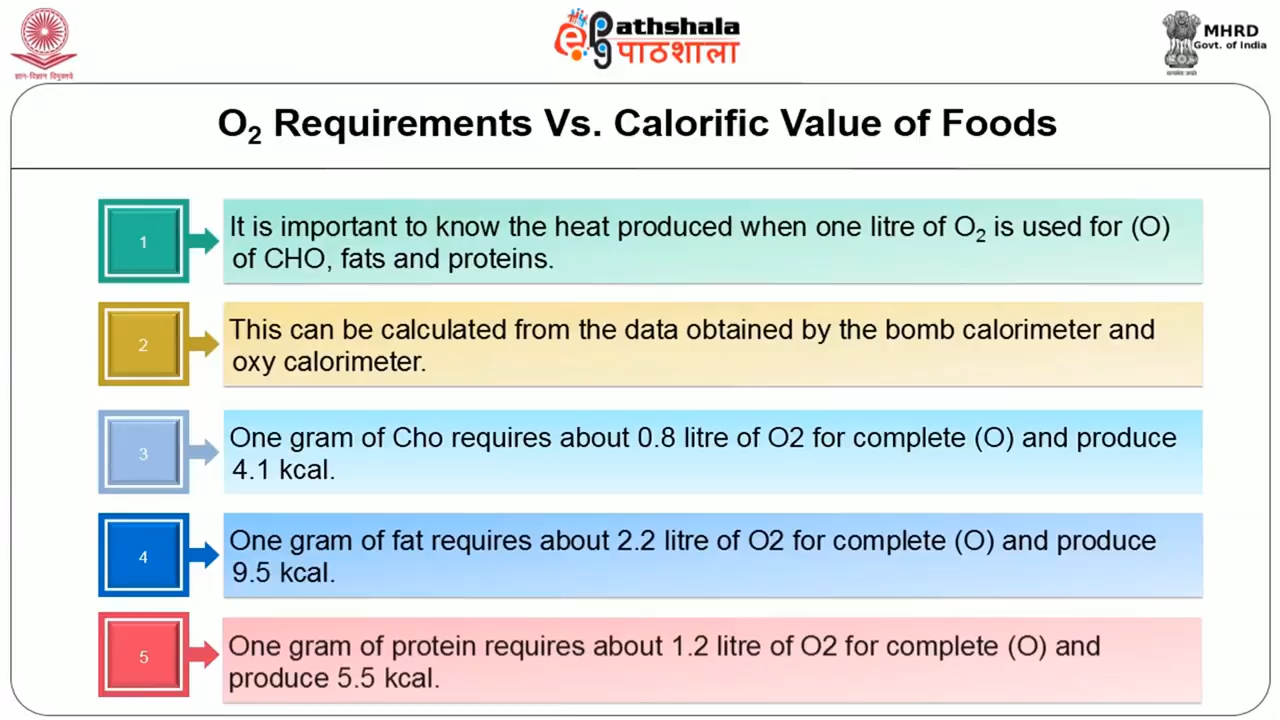 ज्ञान-विज्ञान विमुक्तये
ePathshala
पाठशाला
MHRD
Govt. of India
सत्यमेव जयते
O₂ Requirements Vs. Calorific Value of Foods
1
It is important to know the heat produced when one litre of O₂ is used for (O)
of CHO, fats and proteins.
2
This can be calculated from the data obtained by the bomb calorimeter and
oxy calorimeter.
3
One gram of Cho requires about 0.8 litre of O2 for complete (O) and produce
4.1 kcal.
4
One gram of fat requires about 2.2 litre of O2 for complete (O) and produce
9.5 kcal.
5
One gram of protein requires about 1.2 litre of O2 for complete (O) and
produce 5.5 kcal.